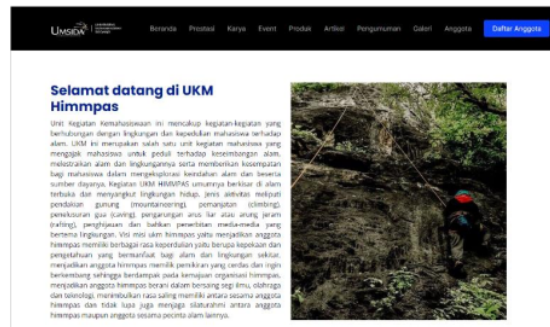 UMSIDA
Beranda Prestasi Karya Event Produk Artikel Pengumuman Galeri Anggota Daftar Anggota
Selamat datang di UKM
Himmpas
Unit Kegiatan Kemahasiswaan ini mencakup kegiatan-kegiatan yang
berhubungan dengan lingkungan dan kepedulian mahasiswa terhadap
alam. UKM ini merupakan salah satu unit kegiatan mahasiswa yang
mengajak mahasiswa untuk peduli terhadap keseimbangan alam,
melestraikan alam dan lingkungannya serta memberikan kesempatan
bagi mahasiswa dalam mengeksplorasi keindahan alam dan beserta
sumber dayanya. Kegiatan UKM HIMMPAS umumnya berkisar di alam
terbuka dan menyangkut lingkungan hidup. Jenis aktivitas meliputi
pendakian gunung (mountaineering), pemanjatan (climbing),
penelusuran gua (caving), pengarungan arus liar atau arung jeram
(rafting), penghijauan dan bahkan penerbitan media-media yang
bertema lingkungan. Visi misi ukm himmpas yaitu menjadikan anggota
himmpas memiliki berbagai rasa keperdulian yaitu berupa kepekaan dan
pengetahuan yang bermanfaat bagi alam dan lingkungan sekitar,
menjadikan anggota himmpas memilik pemikiran yang cerdas dan ingin
berkembang sehingga berdampak pada kemajuan organisasi himmpas,
menjadikan anggota himmpas berani dalam bersaing segi ilmu, olahraga
dan teknologi, menimbulkan rasa saling memiliki antara sesama anggota
himmpas dan tidak lupa juga menjaga silaturahmi antara anggota
himmpas maupun anggota sesama pecinta alam lainnya.